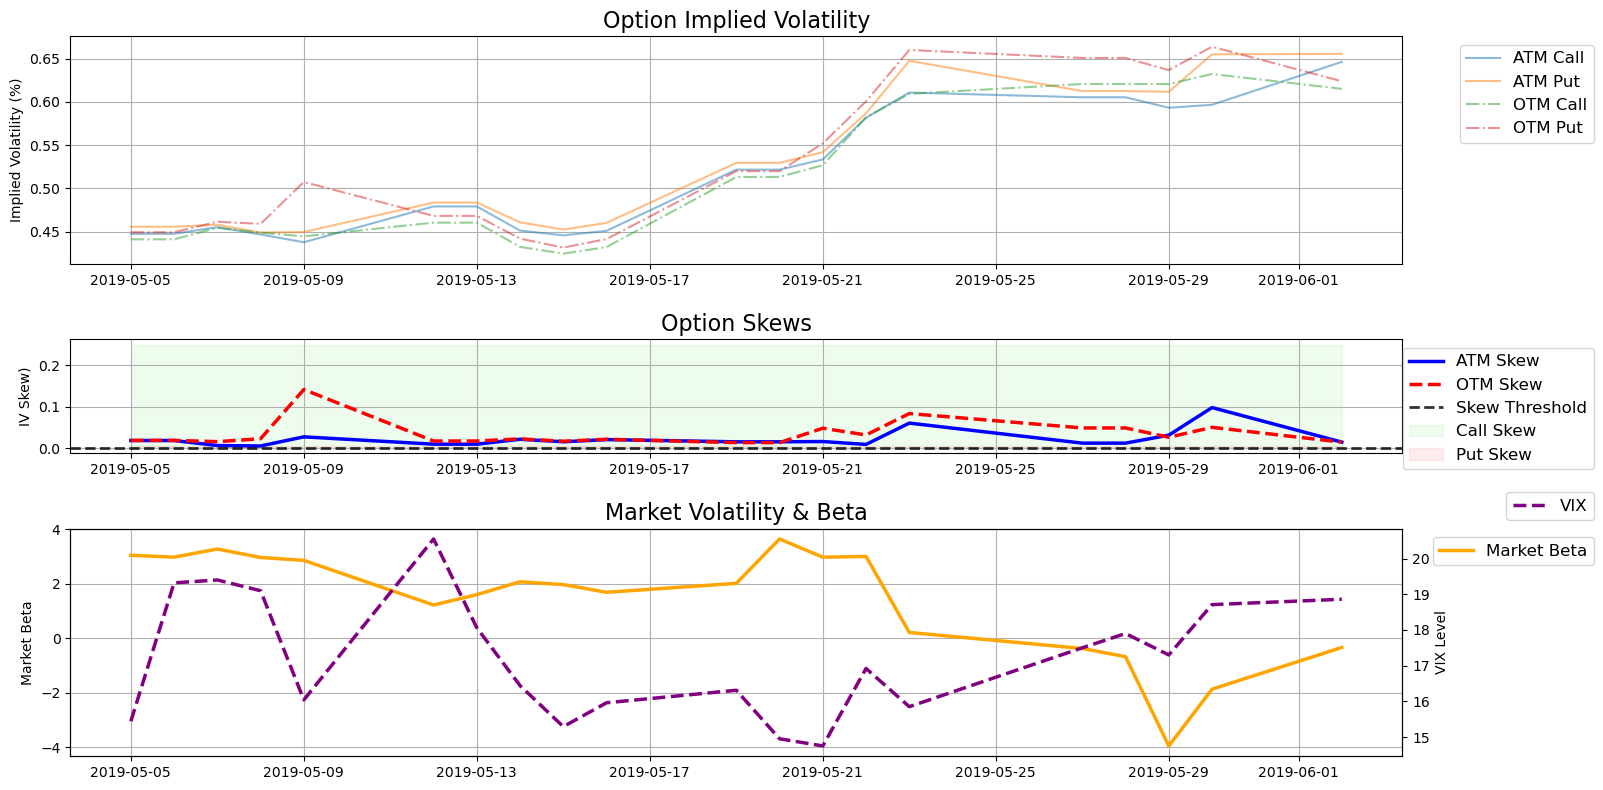 Option Implied Volatility
Implied Volatility (%)
0.65
0.60
0.55
0.50
0.45
2019-05-05 2019-05-09 2019-05-13 2019-05-17 2019-05-21 2019-05-25 2019-05-29 2019-06-01
ATM Call
ATM Put
OTM Call
OTM Put
Option Skews
IV Skew)
0.2
0.1
0.0
2019-05-05 2019-05-09 2019-05-13 2019-05-17 2019-05-21 2019-05-25 2019-05-29 2019-06-01
ATM Skew
OTM Skew
Skew Threshold
Call Skew
Put Skew
Market Volatility & Beta
Market Beta
4
2
0
−2
−4
2019-05-05 2019-05-09 2019-05-13 2019-05-17 2019-05-21 2019-05-25 2019-05-29 2019-06-01
VIX
Market Beta
20
19
18
17
16
15
VIX Level